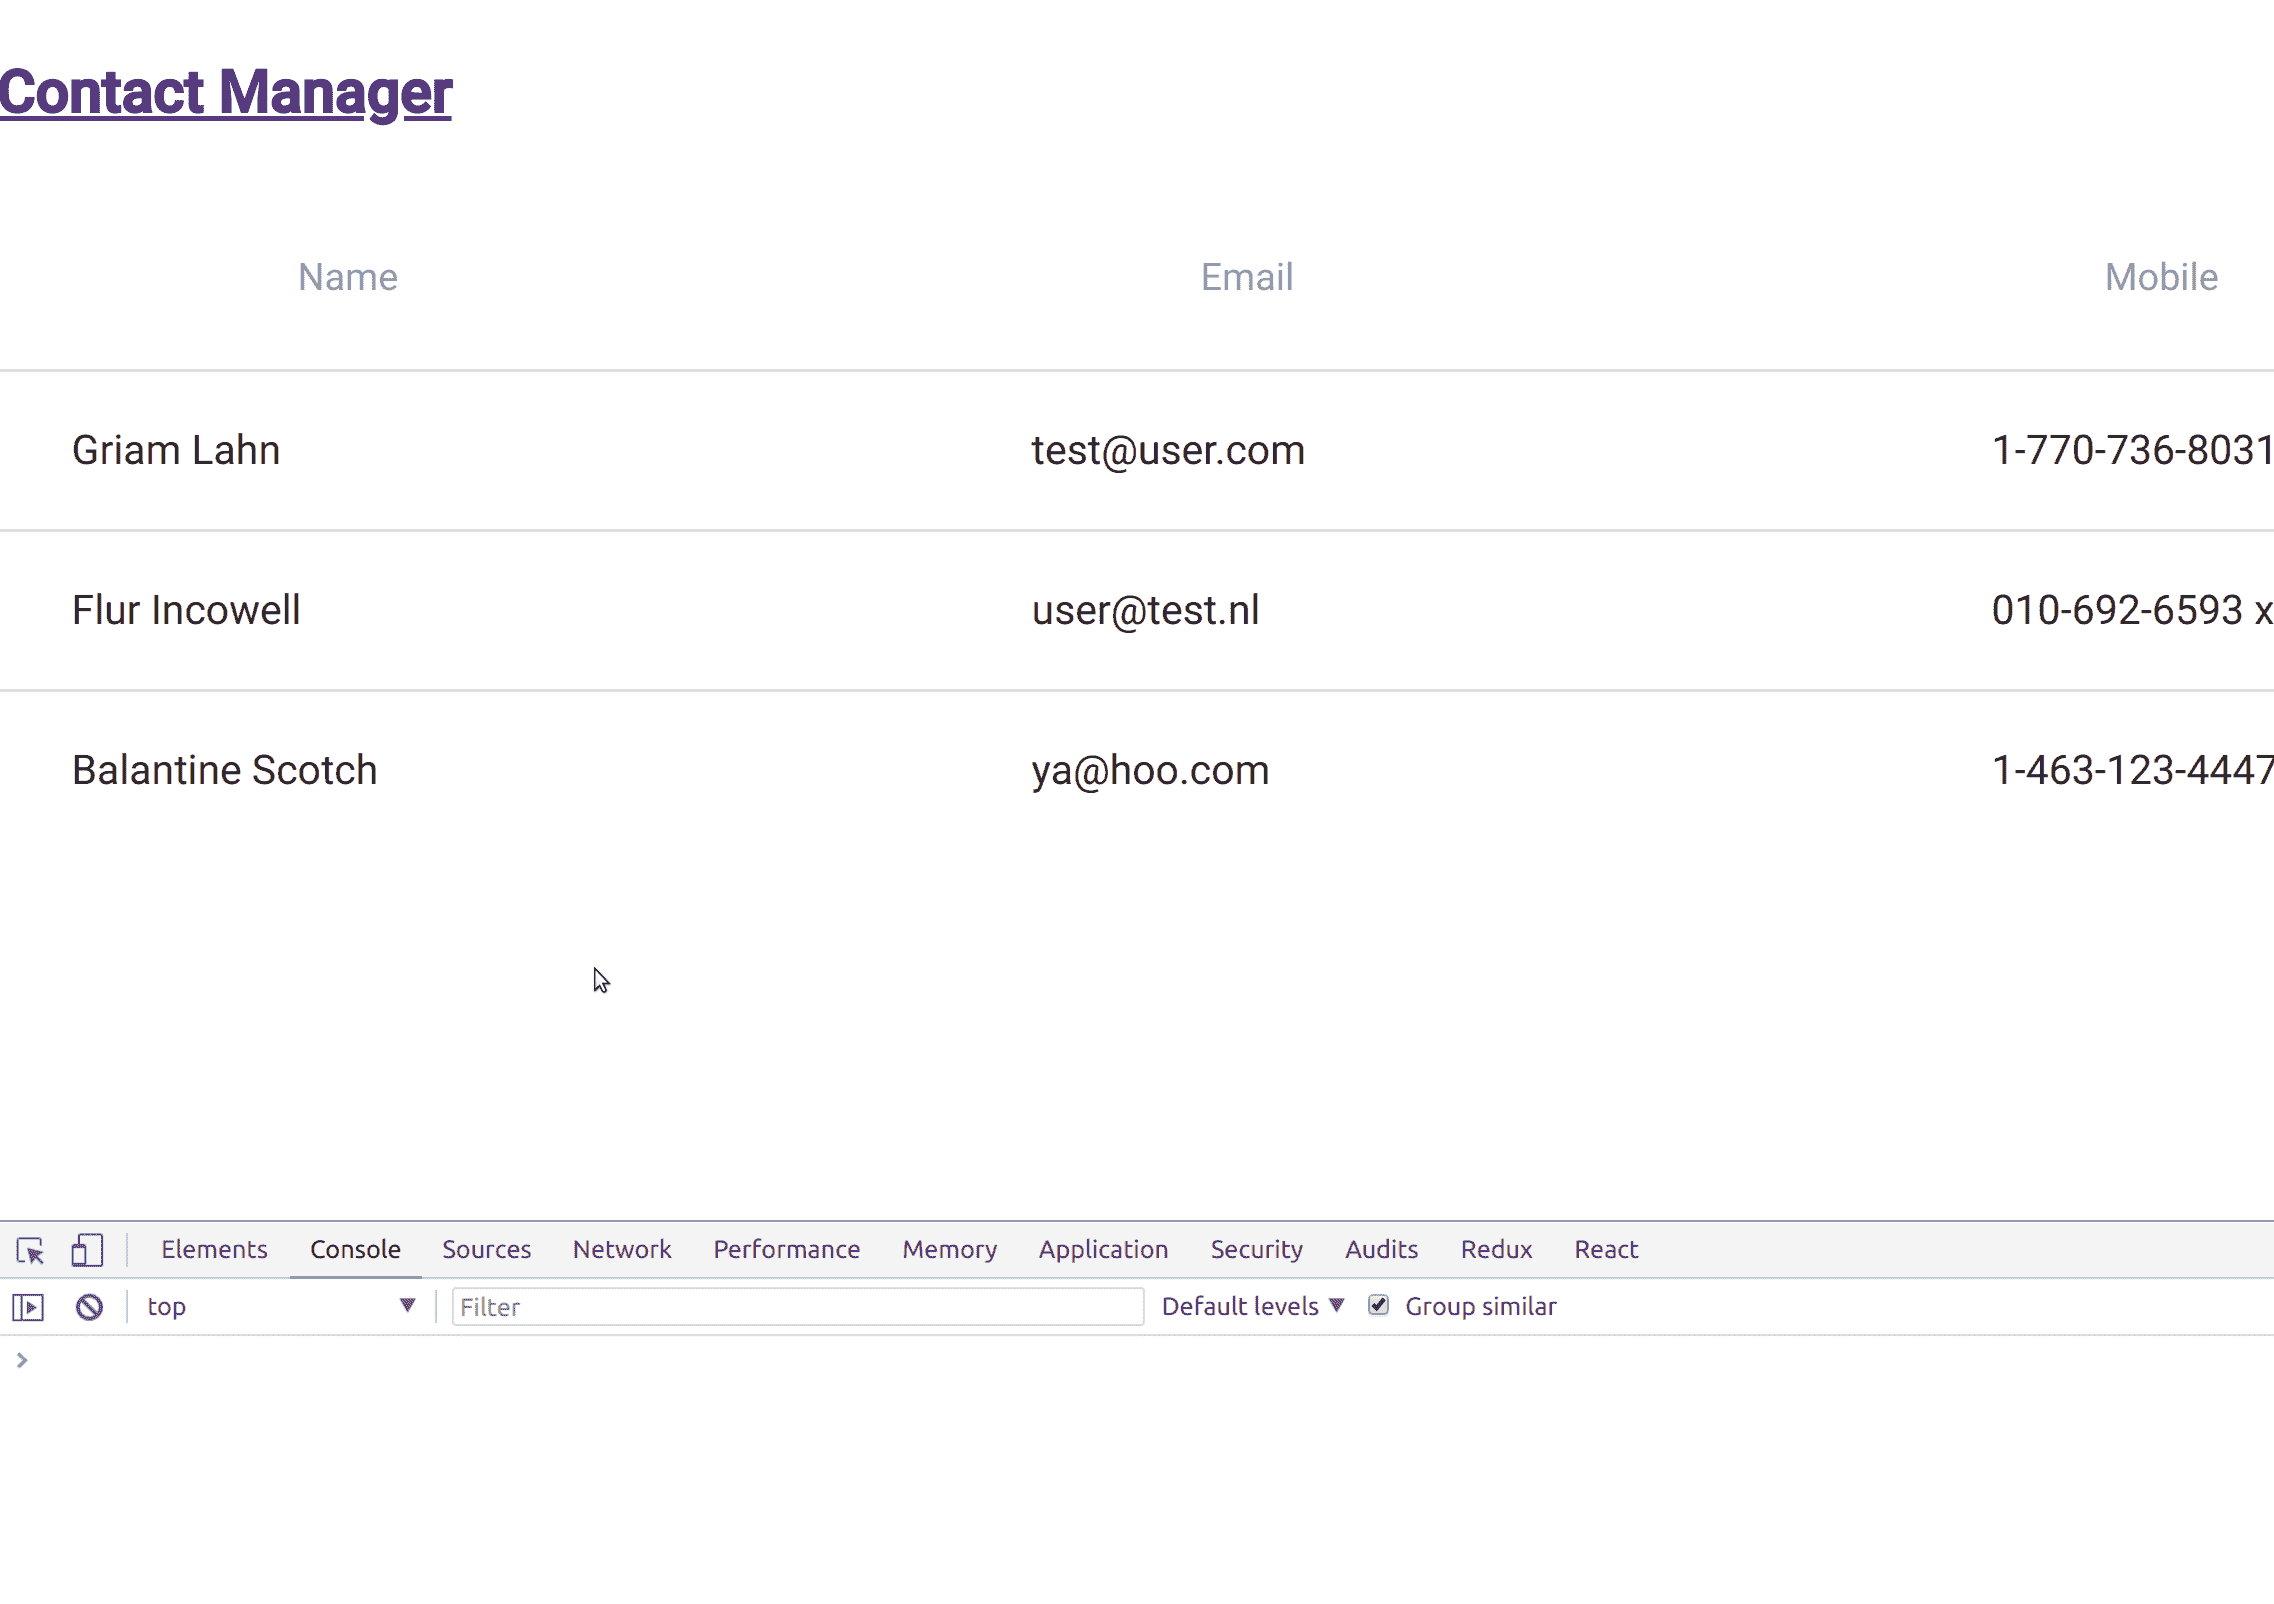 Contact Manager
Name Email Mobile
Griam Lahn test@user.com 1-770-736-8031
Flur Incowell user@test.nl 010-692-6593 x
Balantine Scotch ya@hoo.com 1-463-123-4447
Elements Console Sources Network Performance Memory Application Security Audits Redux React
top Filter Default levels Group similar